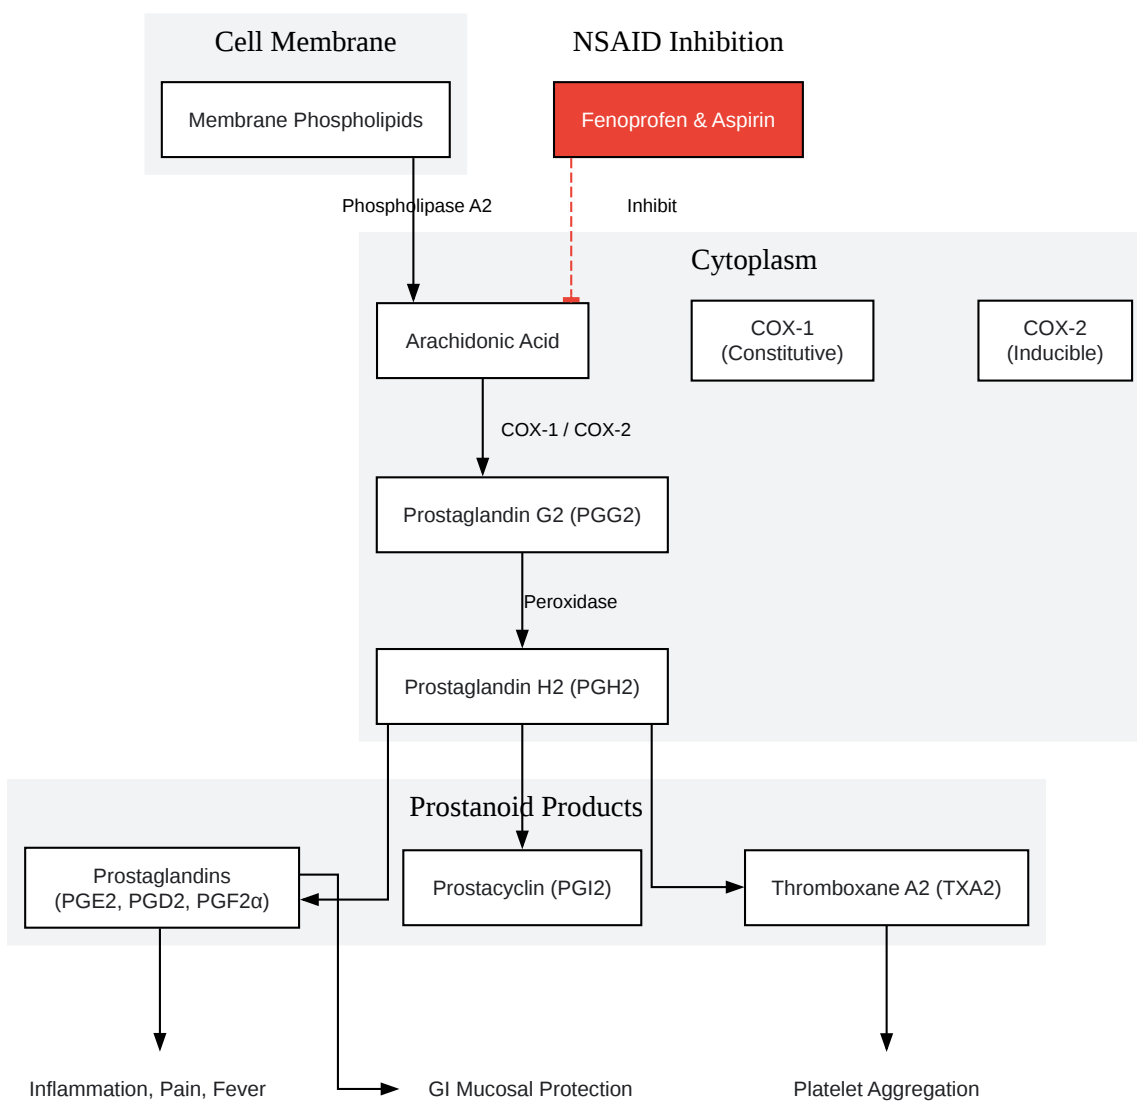 Cell Membrane
NSAID Inhibition
Membrane Phospholipids
Fenoprofen & Aspirin
Phospholipase A2
Inhibit
Cytoplasm
Arachidonic Acid
COX-1
(Constitutive)
COX-2
(Inducible)
COX-1 / COX-2
Prostaglandin G2 (PGG2)
Peroxidase
Prostaglandin H2 (PGH2)
Prostanoid Products
Prostaglandins
(PGE2, PGD2, PGF2α)
Prostacyclin (PGI2)
Thromboxane A2 (TXA2)
Inflammation, Pain, Fever
GI Mucosal Protection
Platelet Aggregation